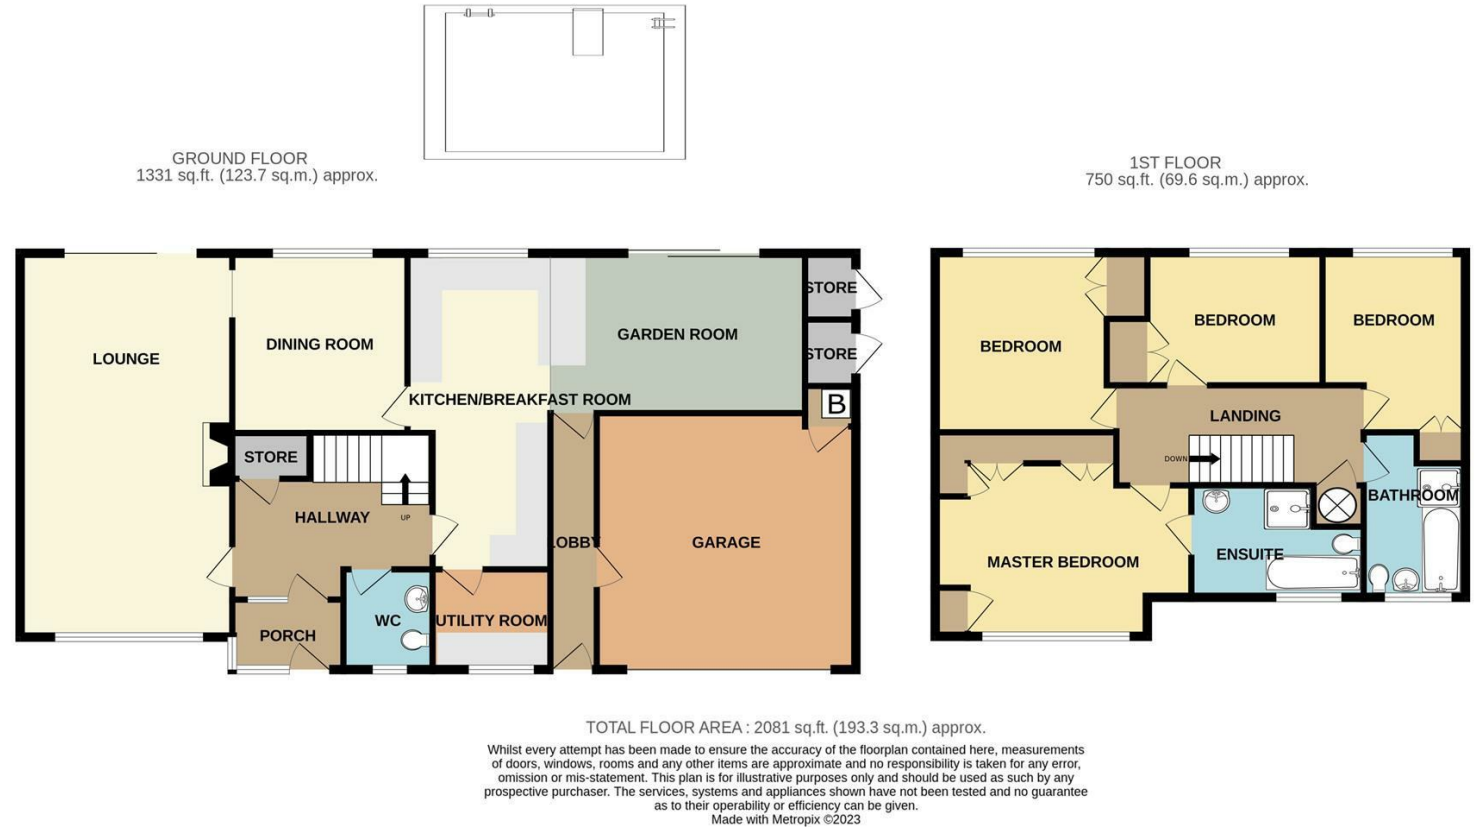 GROUND FLOOR
1331 sq.ft. (123.7 sq.m.) approx.
1ST FLOOR
750 sq.ft. (69.6 sq.m.) approx.
LOUNGE
DINING ROOM
KITCHEN/BREAKFAST ROOM
GARDEN ROOM
STORE
STORE
B
STORE
HALLWAY
UP
LOBBY
GARAGE
PORCH
WC
UTILITY ROOM
BEDROOM
BEDROOM
BEDROOM
LANDING
DOWN
MASTER BEDROOM
ENSUITE
BATHROOM
TOTAL FLOOR AREA : 2081 sq.ft. (193.3 sq.m.) approx.
Whilst every attempt has been made to ensure the accuracy of the floorplan contained here, measurements
of doors, windows, rooms and any other items are approximate and no responsibility is taken for any error,
omission or mis-statement. This plan is for illustrative purposes only and should be used as such by any
prospective purchaser. The services, systems and appliances shown have not been tested and no guarantee
as to their operability or efficiency can be given.
Made with Metropix ©2023